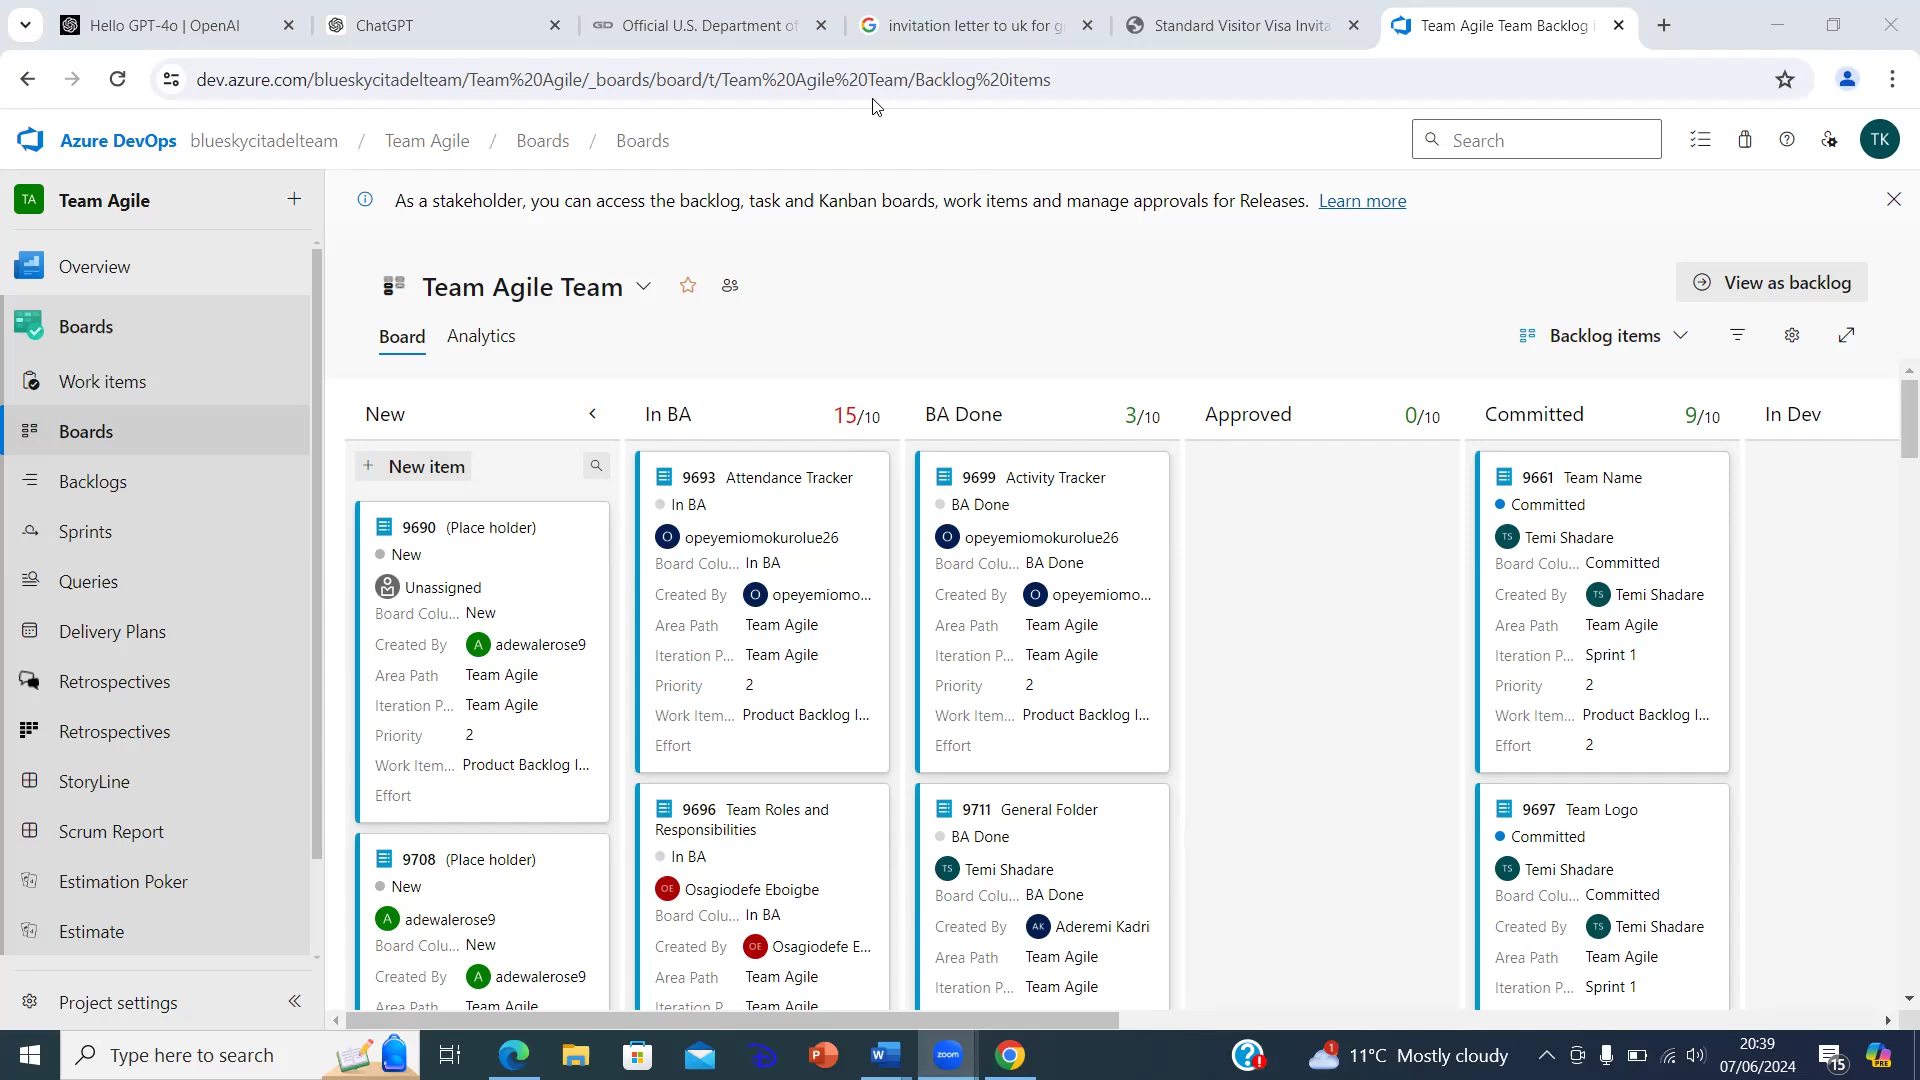 Hello GPT-4o | OpenAI
ChatGPT
GD Official U.S. Department of
invitation letter to uk for g
Standard Visitor Visa Invita
Team Agile Team Backlog i
dev.azure.com/blueskycitadelteam/Team%20Agile/_boards/board/t/Team%20Agile%20Team/Backlog%20items
Azure DevOps blueskycitadelteam / Team Agile / Boards / Boards
Search
TK
TA Team Agile
Overview
Boards
Work items
Boards
Backlogs
Sprints
Queries
Delivery Plans
Retrospectives
Retrospectives
StoryLine
Scrum Report
Estimation Poker
Estimate
Project settings
As a stakeholder, you can access the backlog, task and Kanban boards, work items and manage approvals for Releases. Learn more
Team Agile Team
View as backlog
Board Analytics
Backlog items
New
New item
9690 (Place holder)
New
Unassigned
Board Colu... New
Created By A adewalerose9
Area Path Team Agile
Iteration P... Team Agile
Priority 2
Work Item... Product Backlog I...
Effort
9708 (Place holder)
New
A adewalerose9
Board Colu... New
Created By A adewalerose9
Area Path Team Agile
In BA 15/10
9693 Attendance Tracker
In BA
O opeyemiomokurolue26
Board Colu... In BA
Created By O opeyemiomo...
Area Path Team Agile
Iteration P... Team Agile
Priority 2
Work Item... Product Backlog I...
Effort
9696 Team Roles and
Responsibilities
In BA
OE Osagiodefe Eboigbe
Board Colu... In BA
Created By OE Osagiodefe E...
Area Path Team Agile
Iteration P... Team Agile
BA Done 3/10
9699 Activity Tracker
BA Done
O opeyemiomokurolue26
Board Colu... BA Done
Created By O opeyemiomo...
Area Path Team Agile
Iteration P... Team Agile
Priority 2
Work Item... Product Backlog I...
Effort
9711 General Folder
BA Done
TS Temi Shadare
Board Colu... BA Done
Created By AK Aderemi Kadri
Area Path Team Agile
Iteration P... Team Agile
Approved 0/10
Committed 9/10
9661 Team Name
Committed
TS Temi Shadare
Board Colu... Committed
Created By TS Temi Shadare
Area Path Team Agile
Iteration P... Sprint 1
Priority 2
Work Item... Product Backlog I...
Effort 2
9697 Team Logo
Committed
TS Temi Shadare
Board Colu... Committed
Created By TS Temi Shadare
Area Path Team Agile
Iteration P... Sprint 1
In Dev
Type here to search
zoom
1
11°C Mostly cloudy
20:39
07/06/2024
15
PRE